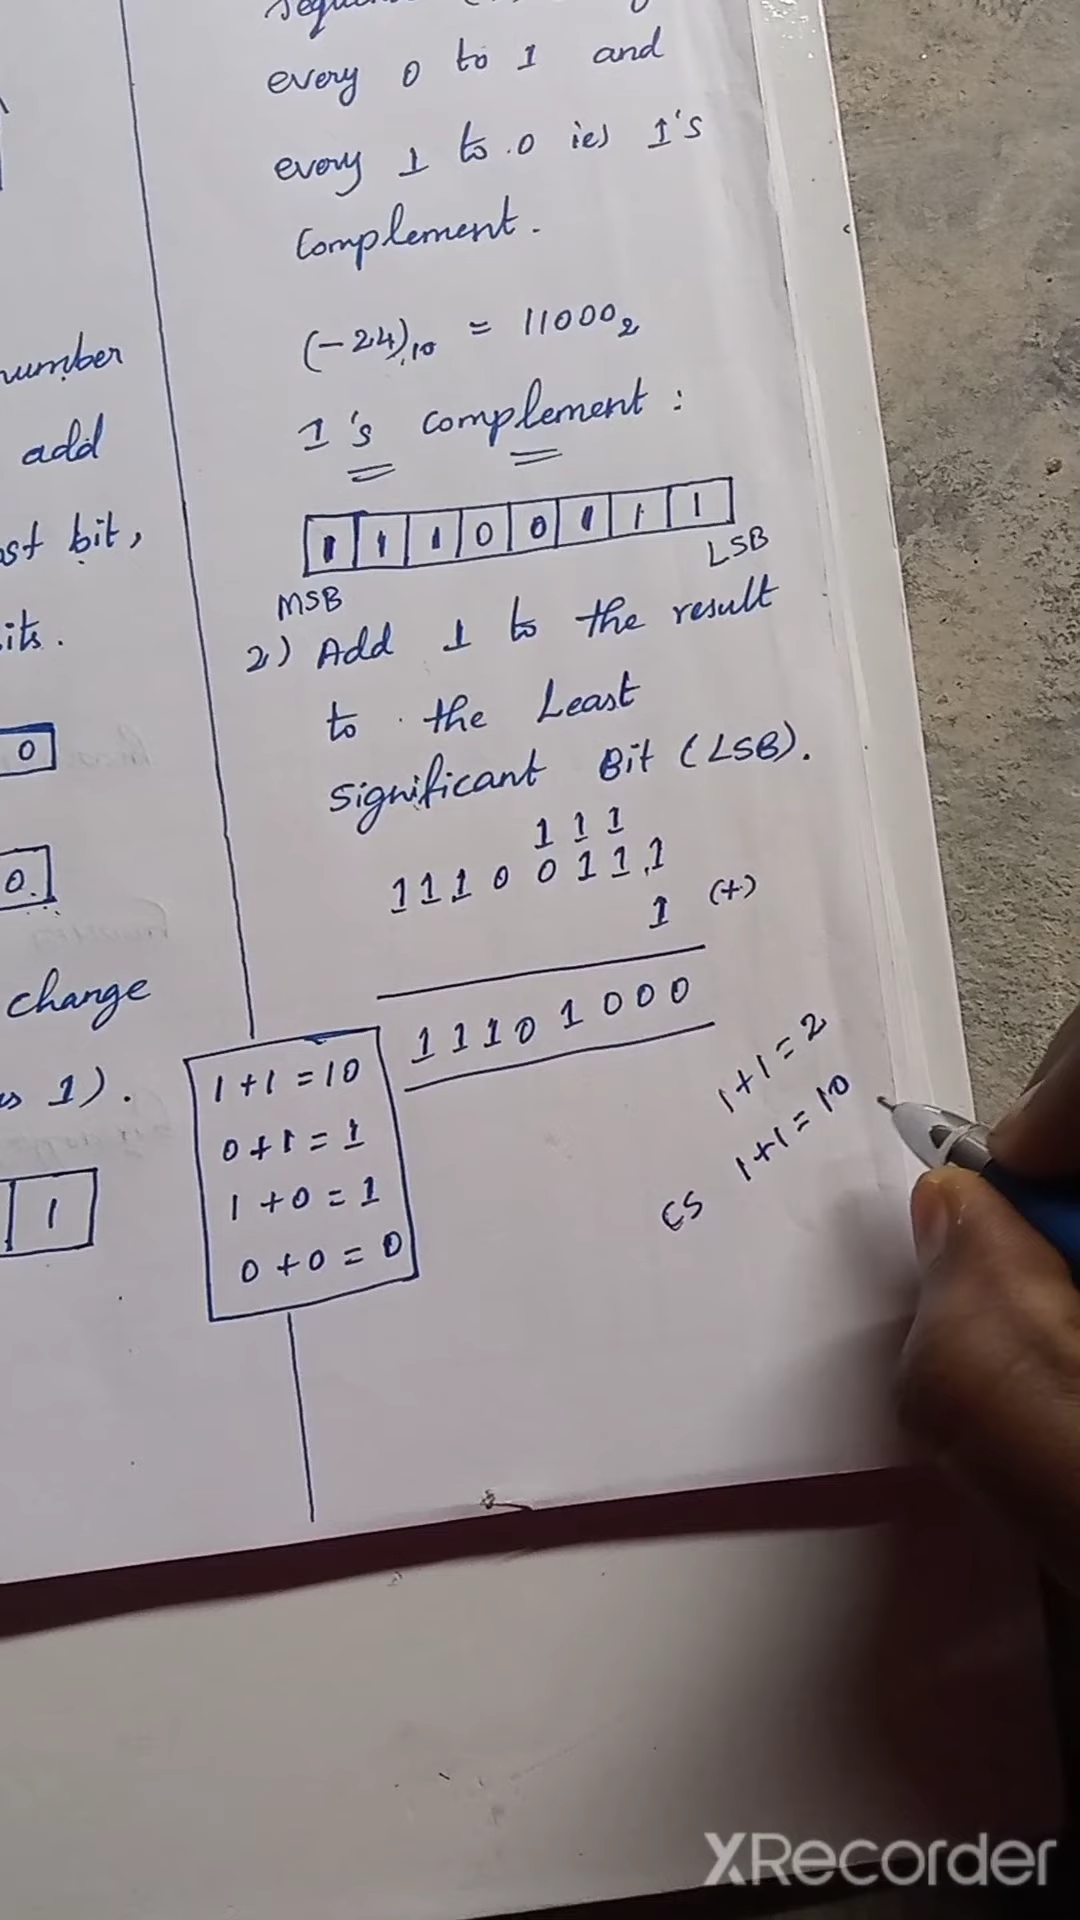 every 0 to 1 and
every 1 to 0 ie) 1's
Complement.
(-24)10 = 11000₂
1's complement:
1 1 1 0 0 1 1 1
MSB LSB
2) Add 1 to the result
to the Least
Significant Bit (LSB).
1 1 1
1 1 1 0 0 1 1 1
1 (+)
1 1 1 0 1 0 0 0
1+1=10
0+1=1
1+0=1
0+0=0
1+1=2
CS 1+1=10
number
add
bit,
0
0.
change
1).
1
XRecorder